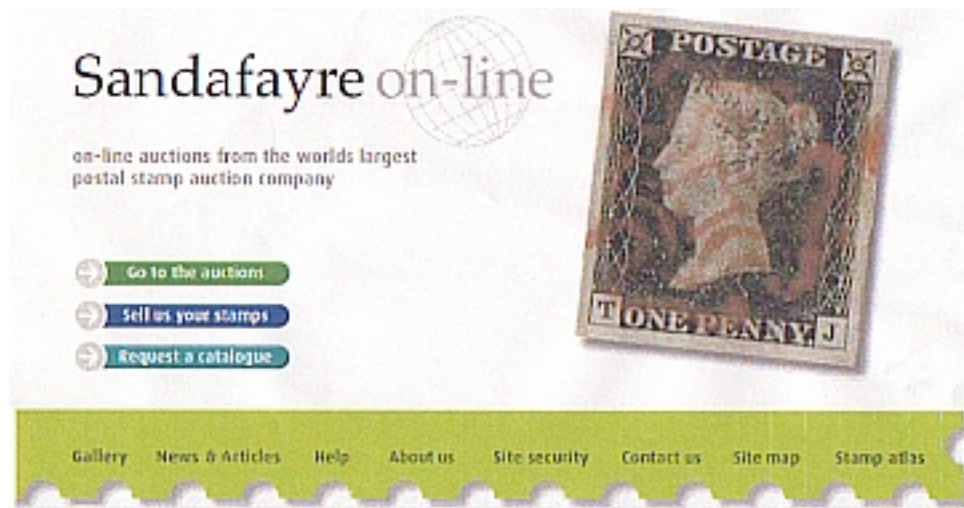 Sandafayre on-line
on-line auctions from the worlds largest
postal stamp auction company
POSTAGE
T ONE PENNY J
Go to the auctions
Sell us your stamps
Request a catalogue
Gallery News & Articles Help About us Site security Contact us Site map Stamp atlas